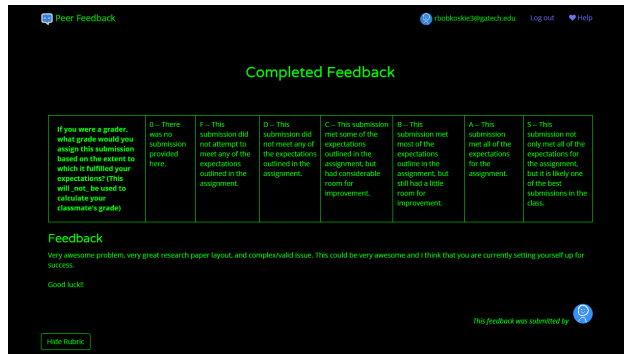 Peer Feedback
rbobkoskie3@gatech.edu
Log out
Help
Completed Feedback
If you were a grader,
what grade would you
assign this submission
based on the extent to
which it fulfilled your
expectations? (This
will _not_ be used to
calculate your
classmate's grade)
0 -- There
was no
submission
provided
here.
F -- This
submission did
not attempt to
meet any of the
expectations
outlined in the
assignment.
D -- This
submission did
not meet any of
the expectations
outlined in the
assignment.
C -- This submission
met some of the
expectations
outlined in the
assignment, but
had considerable
room for
improvement.
B -- This
submission met
most of the
expectations
outline in the
assignment, but
still had a little
room for
improvement.
A -- This
submission
met all of the
expectations
for the
assignment.
S -- This
submission not
only met all of the
expectations for
the assignment,
but it is likely one
of the best
submissions in the
class.
Feedback
Very awesome problem, very great research paper layout, and complex/valid issue. This could be very awesome and I think that you are currently setting yourself up for
success.
Good luck!!
This feedback was submitted by
Hide Rubric